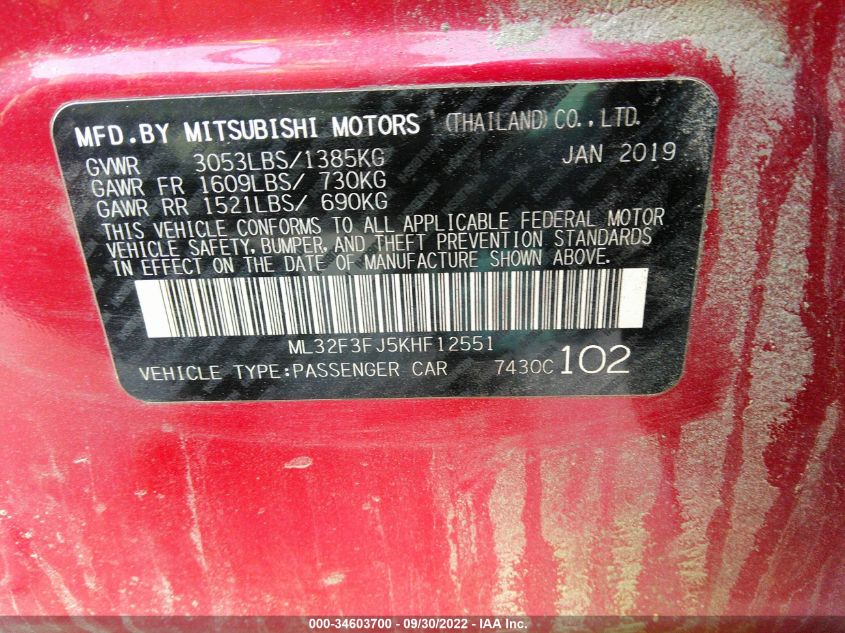 MFD.BY MITSUBISHI MOTORS (THAILAND) CO.,LTD.
GVWR 3053LBS/1385KG JAN 2019
GAWR FR 1609LBS/ 730KG
GAWR RR 1521LBS/ 690KG
THIS VEHICLE CONFORMS TO ALL APPLICABLE FEDERAL MOTOR
VEHICLE SAFETY, BUMPER, AND THEFT PREVENTION STANDARDS
IN EFFECT ON THE DATE OF MANUFACTURE SHOWN ABOVE.
ML32F3FJ5KHF12551
VEHICLE TYPE:PASSENGER CAR 7430C 102
000-34603700 - 09/30/2022 - IAA Inc.